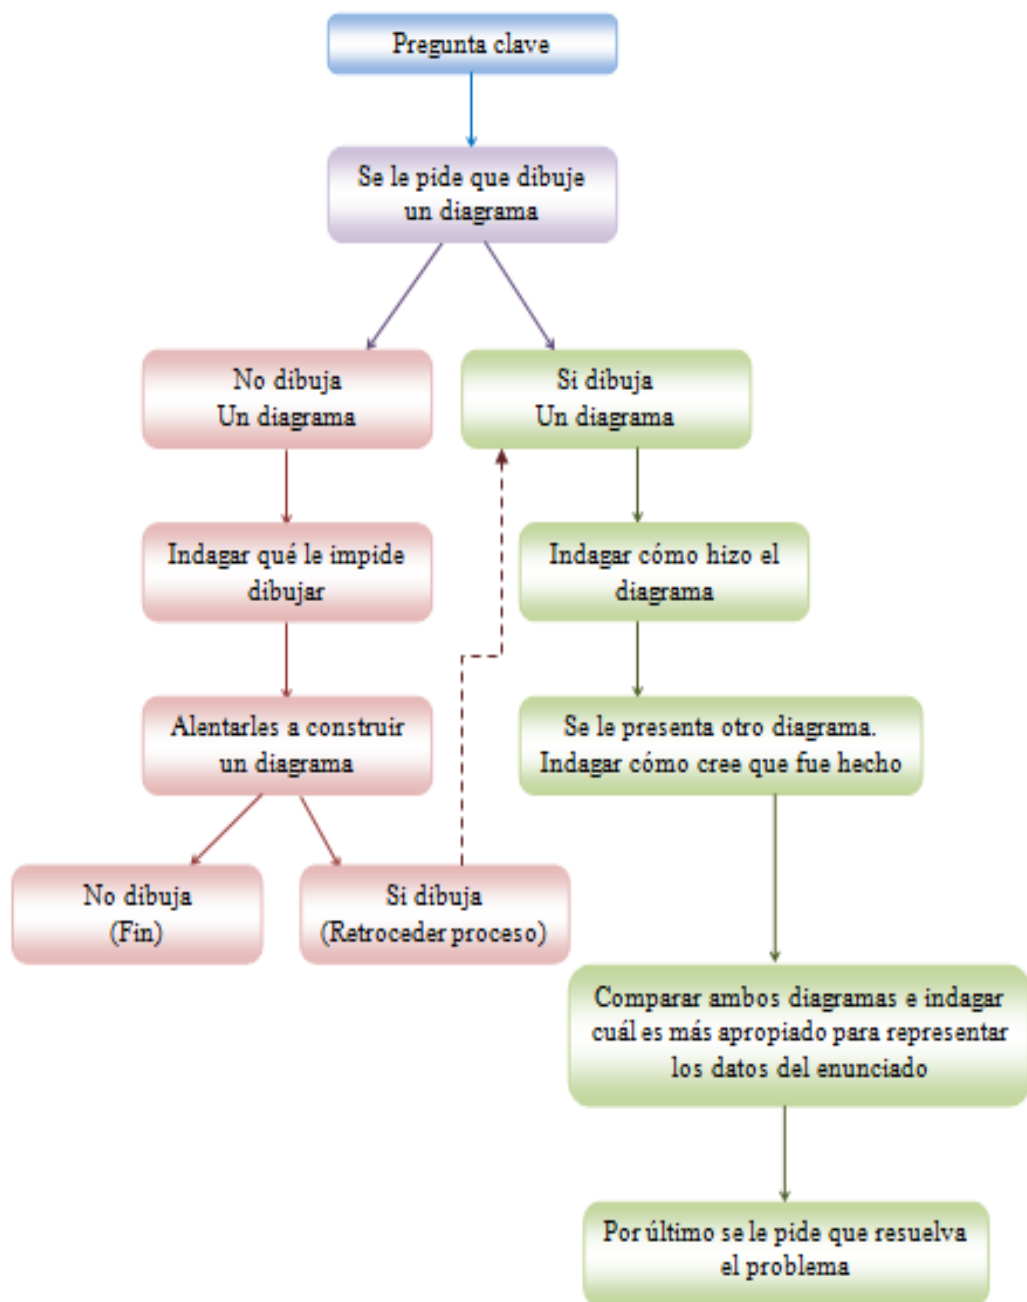 Pregunta clave
Se le pide que dibuje
un diagrama
No dibuja
Un diagrama
Si dibuja
Un diagrama
Indagar qué le impide
dibujar
Indagar cómo hizo el
diagrama
Alentarles a construir
un diagrama
Se le presenta otro diagrama.
Indagar cómo cree que fue hecho
No dibuja
(Fin)
Si dibuja
(Retroceder proceso)
Comparar ambos diagramas e indagar
cuál es más apropiado para representar
los datos del enunciado
Por último se le pide que resuelva
el problema